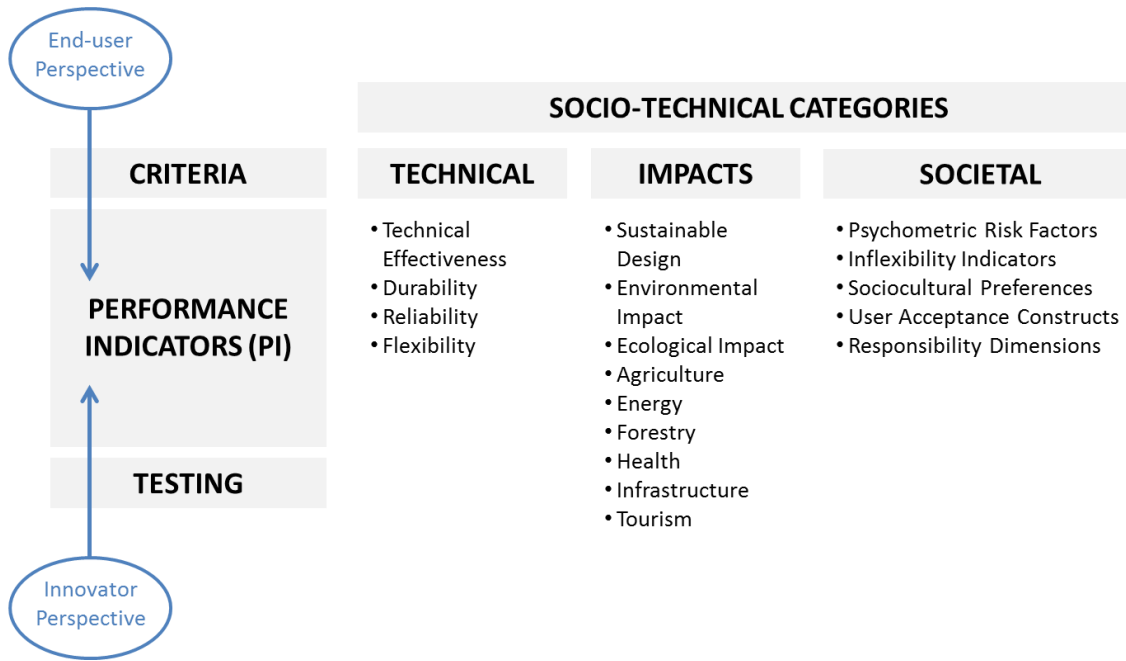 End-user
Perspective
SOCIO-TECHNICAL CATEGORIES
CRITERIA
TECHNICAL
IMPACTS
SOCIETAL
PERFORMANCE
INDICATORS (PI)
• Technical
Effectiveness
• Durability
• Reliability
• Flexibility
• Sustainable
Design
• Environmental
Impact
• Ecological Impact
• Agriculture
• Energy
• Forestry
• Health
• Infrastructure
• Tourism
• Psychometric Risk Factors
• Inflexibility Indicators
• Sociocultural Preferences
• User Acceptance Constructs
• Responsibility Dimensions
TESTING
Innovator
Perspective